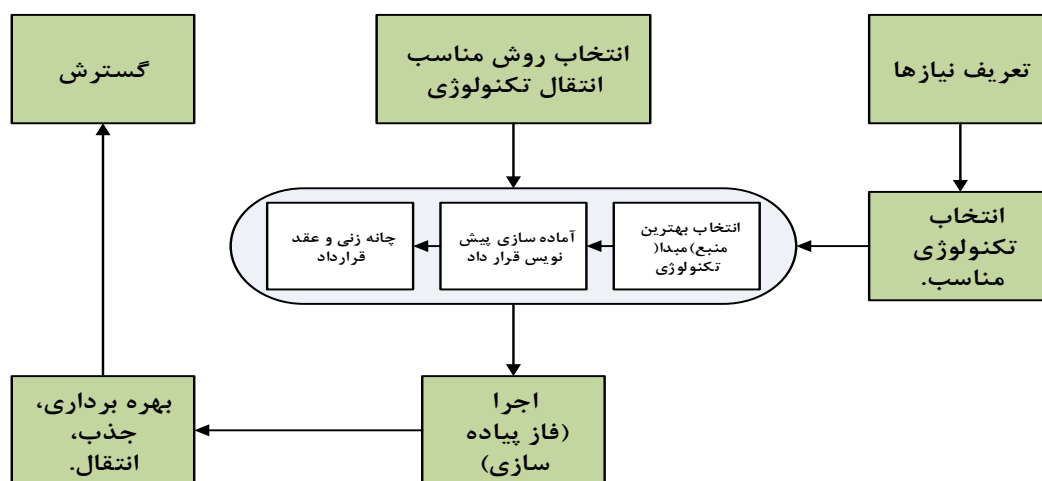 تعریف نیازها
انتخاب روش مناسب
انتقال تکنولوژی
گسترش
انتخاب
تکنولوژی
مناسب.
انتخاب بهترین
منبع)مبدا(
تکنولوژی
آماده سازی پیش
نویس قرار داد
چانه زنی و عقد
قرارداد
اجرا
(فاز پیاده
سازی)
بهره برداری،
جذب،
انتقال.